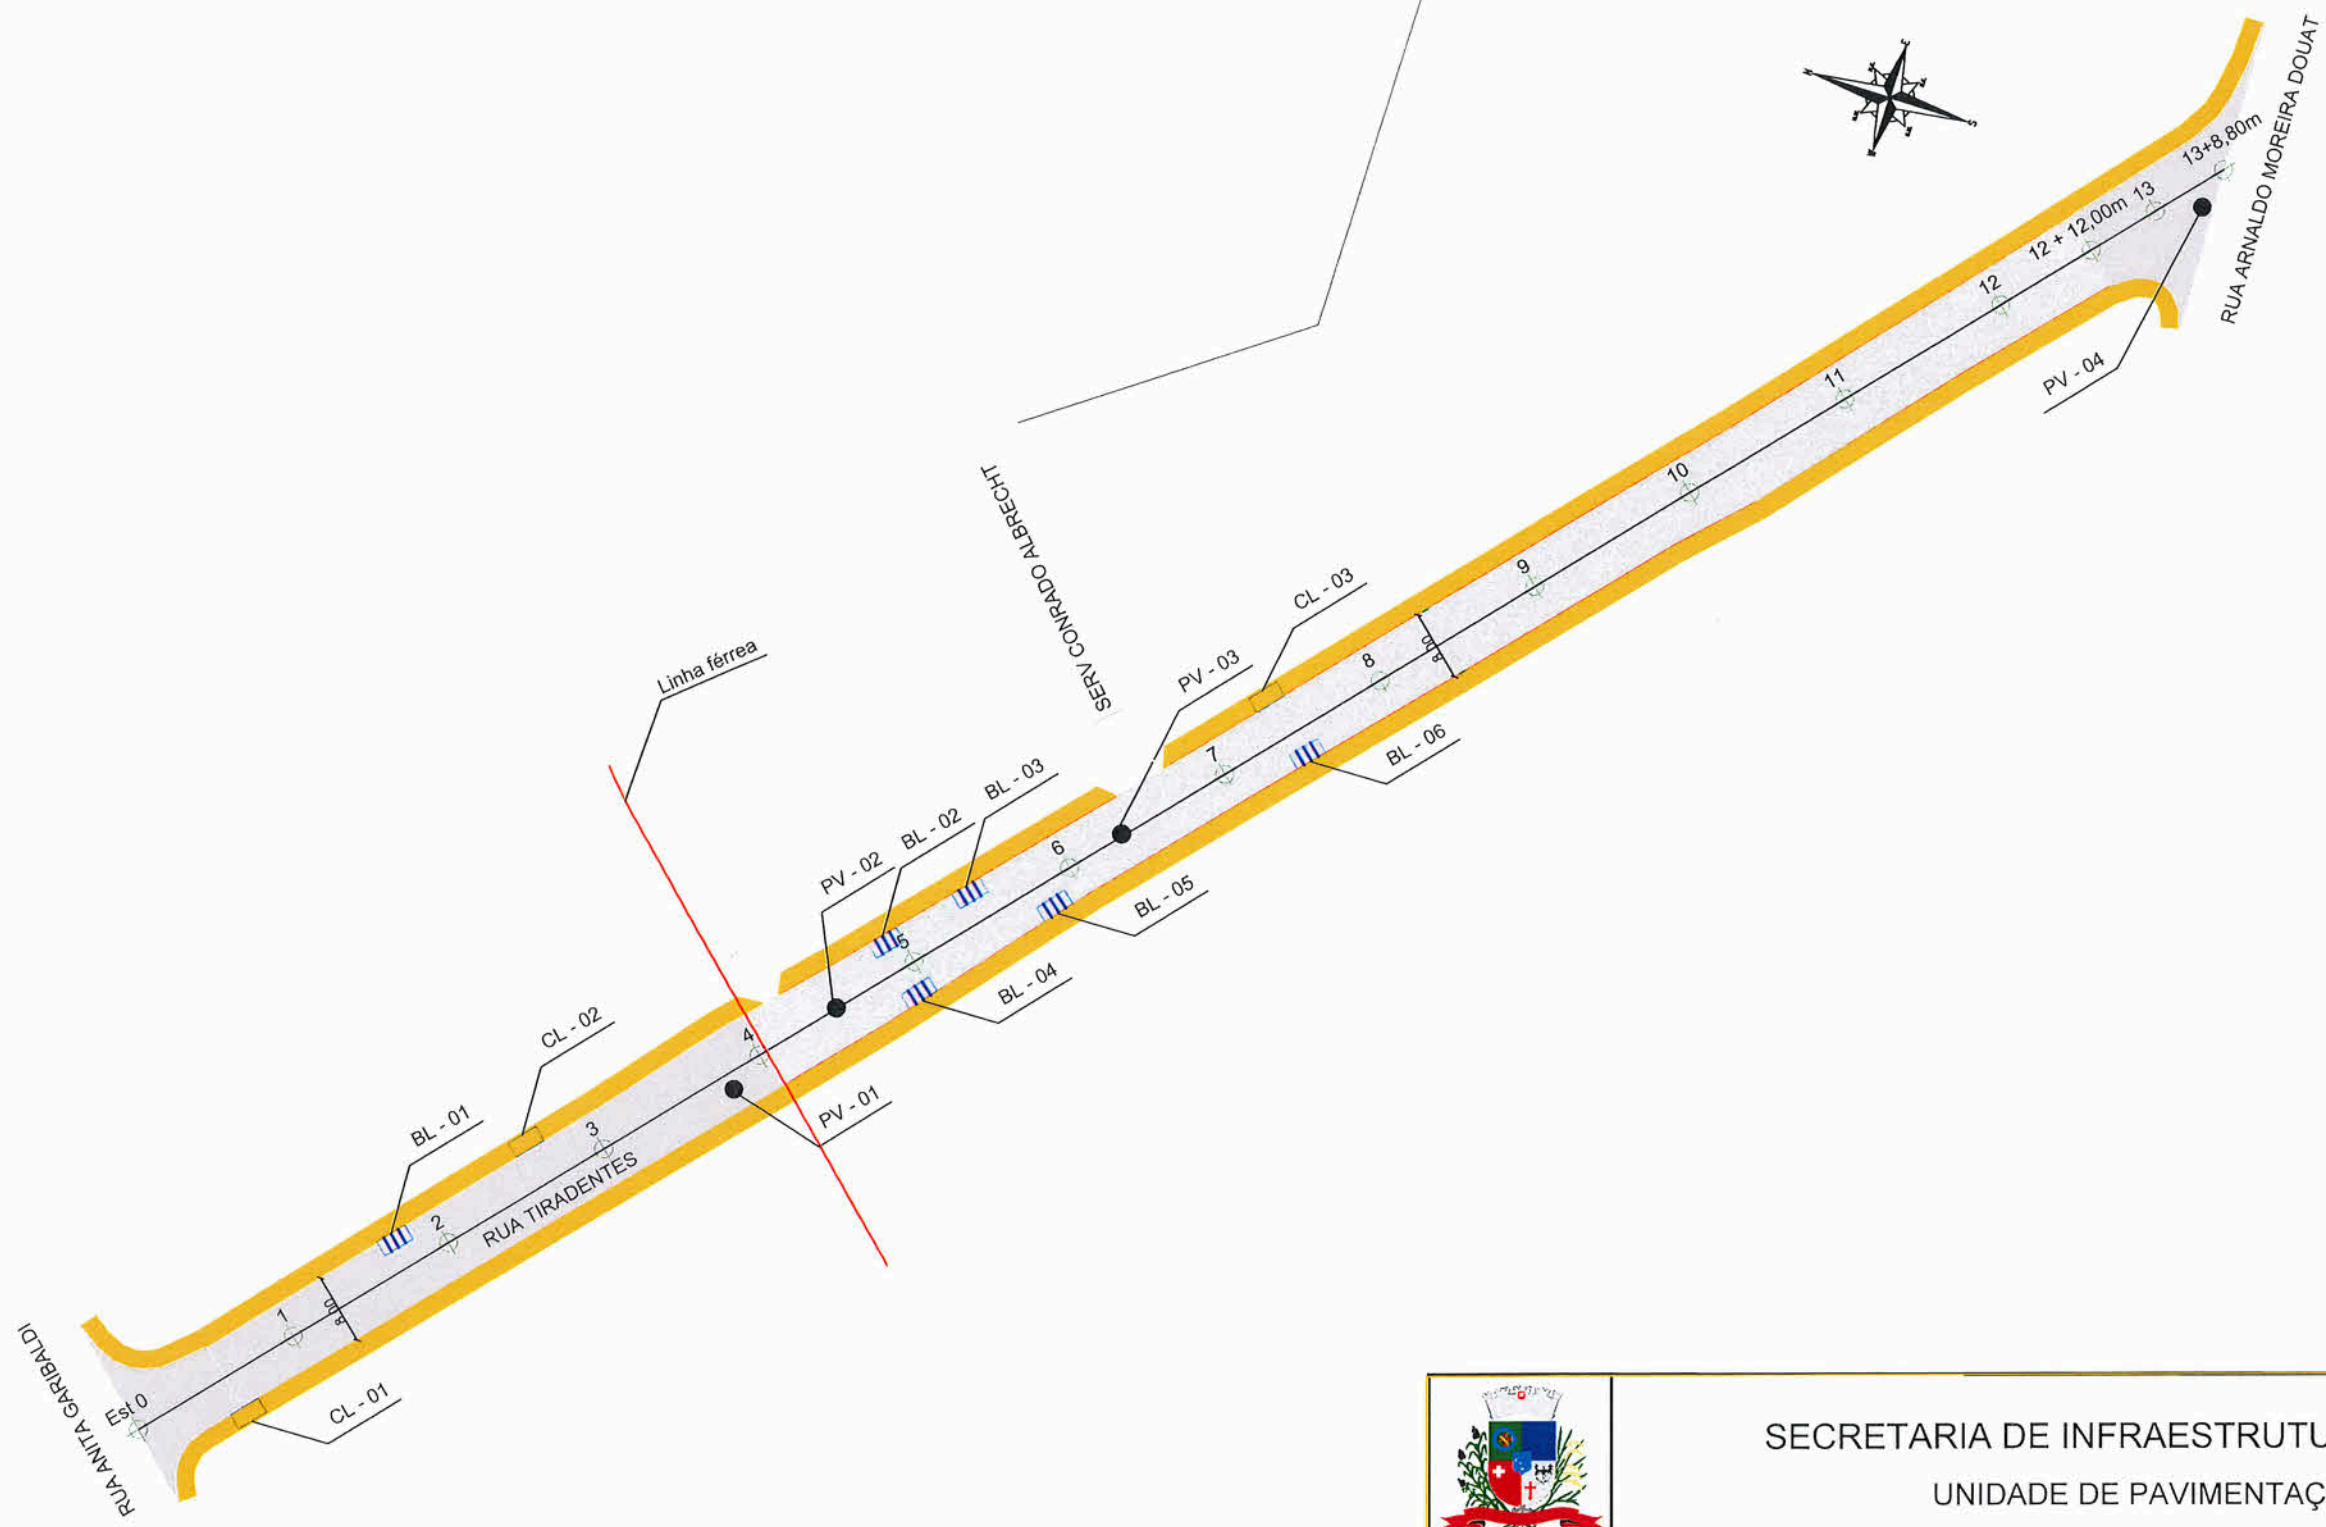 RUA ARNALDO MOREIRA DOUAT
13+8,80m
13
12 + 12,00m
12
PV - 04
11
10
9
SERV CONRADO ALBRECHT
CL - 03
8,00
8
PV - 03
7
BL - 06
Linha férrea
BL - 03
BL - 02
PV - 02
6
BL - 05
5
BL - 04
4
CL - 02
PV - 01
BL - 01
3
RUA TIRADENTES
2
8,00
1
Est 0
CL - 01
RUA ANITA GARIBALDI
SECRETARIA DE INFRAESTRUTU
UNIDADE DE PAVIMENTAÇ